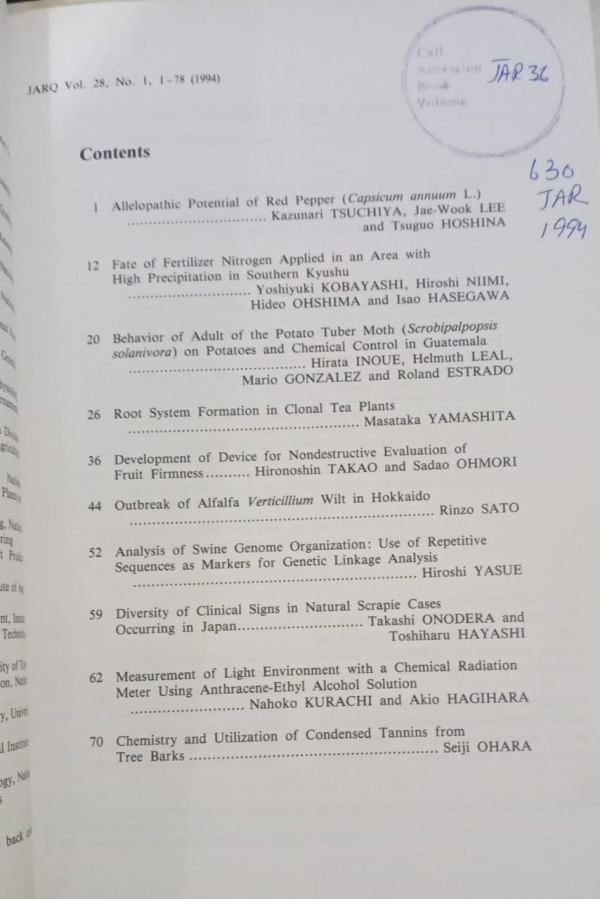 JARQ Vol. 28, No. 1, 1-78 (1994)
Call
Accession JAR 36
Book
Volume
630
JAR
1994
Contents
1 Allelopathic Potential of Red Pepper (Capsicum annuum L.)
................................ Kazunari TSUCHIYA, Jae-Wook LEE
and Tsuguo HOSHINA
12 Fate of Fertilizer Nitrogen Applied in an Area with
High Precipitation in Southern Kyushu
............................ Yoshiyuki KOBAYASHI, Hiroshi NIIMI,
Hideo OHSHIMA and Isao HASEGAWA
20 Behavior of Adult of the Potato Tuber Moth (Scrobipalpopsis
solanivora) on Potatoes and Chemical Control in Guatemala
........................................ Hirata INOUE, Helmuth LEAL,
Mario GONZALEZ and Roland ESTRADO
26 Root System Formation in Clonal Tea Plants
..................................................... Masataka YAMASHITA
36 Development of Device for Nondestructive Evaluation of
Fruit Firmness.......... Hironoshin TAKAO and Sadao OHMORI
44 Outbreak of Alfalfa Verticillium Wilt in Hokkaido
..................................................................... Rinzo SATO
52 Analysis of Swine Genome Organization: Use of Repetitive
Sequences as Markers for Genetic Linkage Analysis
................................................................. Hiroshi YASUE
59 Diversity of Clinical Signs in Natural Scrapie Cases
Occurring in Japan............................. Takashi ONODERA and
Toshiharu HAYASHI
62 Measurement of Light Environment with a Chemical Radiation
Meter Using Anthracene-Ethyl Alcohol Solution
.......................... Nahoko KURACHI and Akio HAGIHARA
70 Chemistry and Utilization of Condensed Tannins from
Tree Barks ......................................................... Seiji OHARA
back